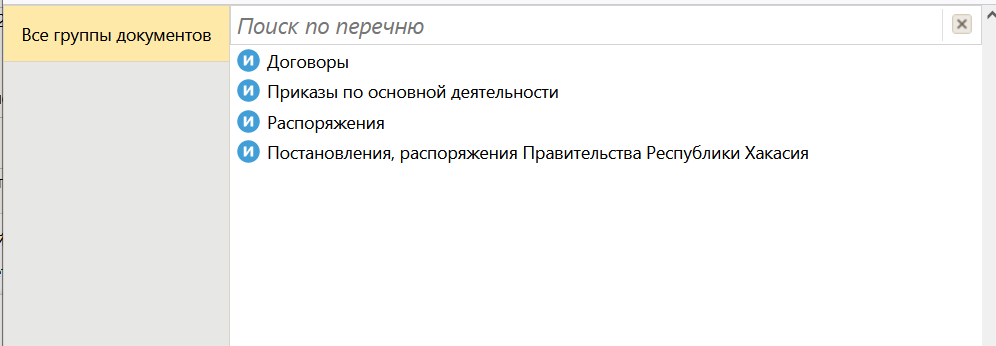 Все группы документов
Поиск по перечню
И Договоры
И Приказы по основной деятельности
И Распоряжения
И Постановления, распоряжения Правительства Республики Хакасия